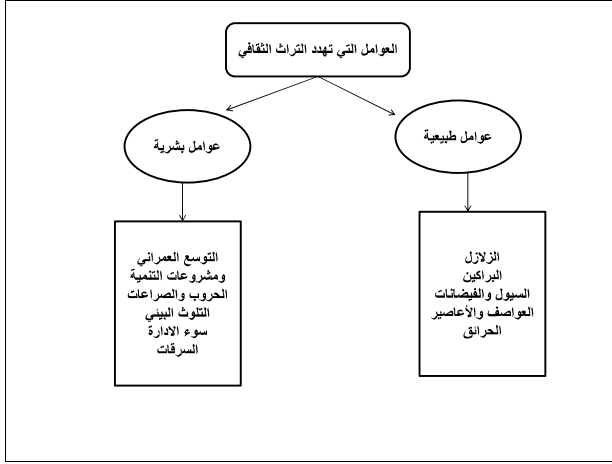 العوامل التي تهدد التراث الثقافي
عوامل طبيعية
عوامل بشرية
الزلازل
البراكين
السيول والفيضانات
العواصف والأعاصير
الحرائق
التوسع العمراني
ومشروعات التنمية
الحروب والصراعات
التلوث البيئي
سوء الادارة
السرقات